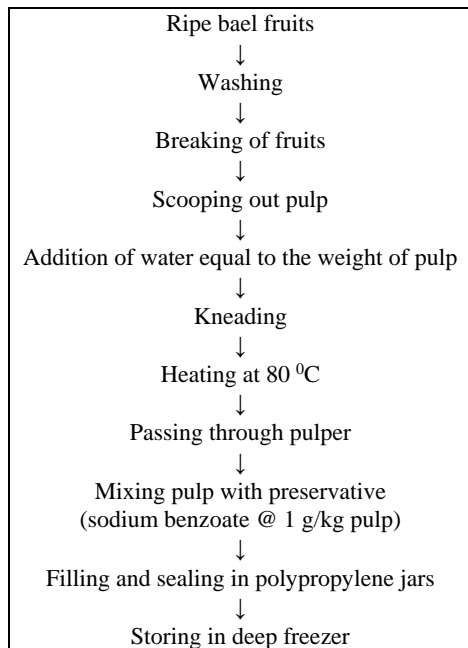 Ripe bael fruits
↓
Washing
↓
Breaking of fruits
↓
Scooping out pulp
↓
Addition of water equal to the weight of pulp
↓
Kneading
↓
Heating at 80 ⁰C
↓
Passing through pulper
↓
Mixing pulp with preservative
(sodium benzoate @ 1 g/kg pulp)
↓
Filling and sealing in polypropylene jars
↓
Storing in deep freezer